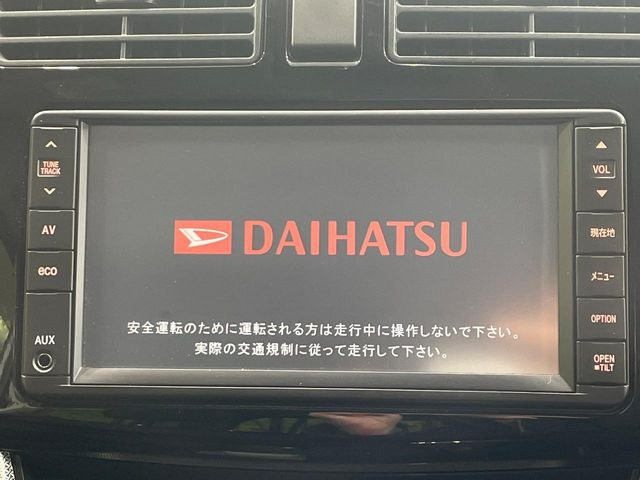 TUNE
TRACK
AV
eco
AUX
DAIHATSU
安全運転のために運転される方は走行中に操作しないで下さい。
実際の交通規制に従って走行して下さい。
VOL
現在地
メニュー
OPTION
OPEN
TILT